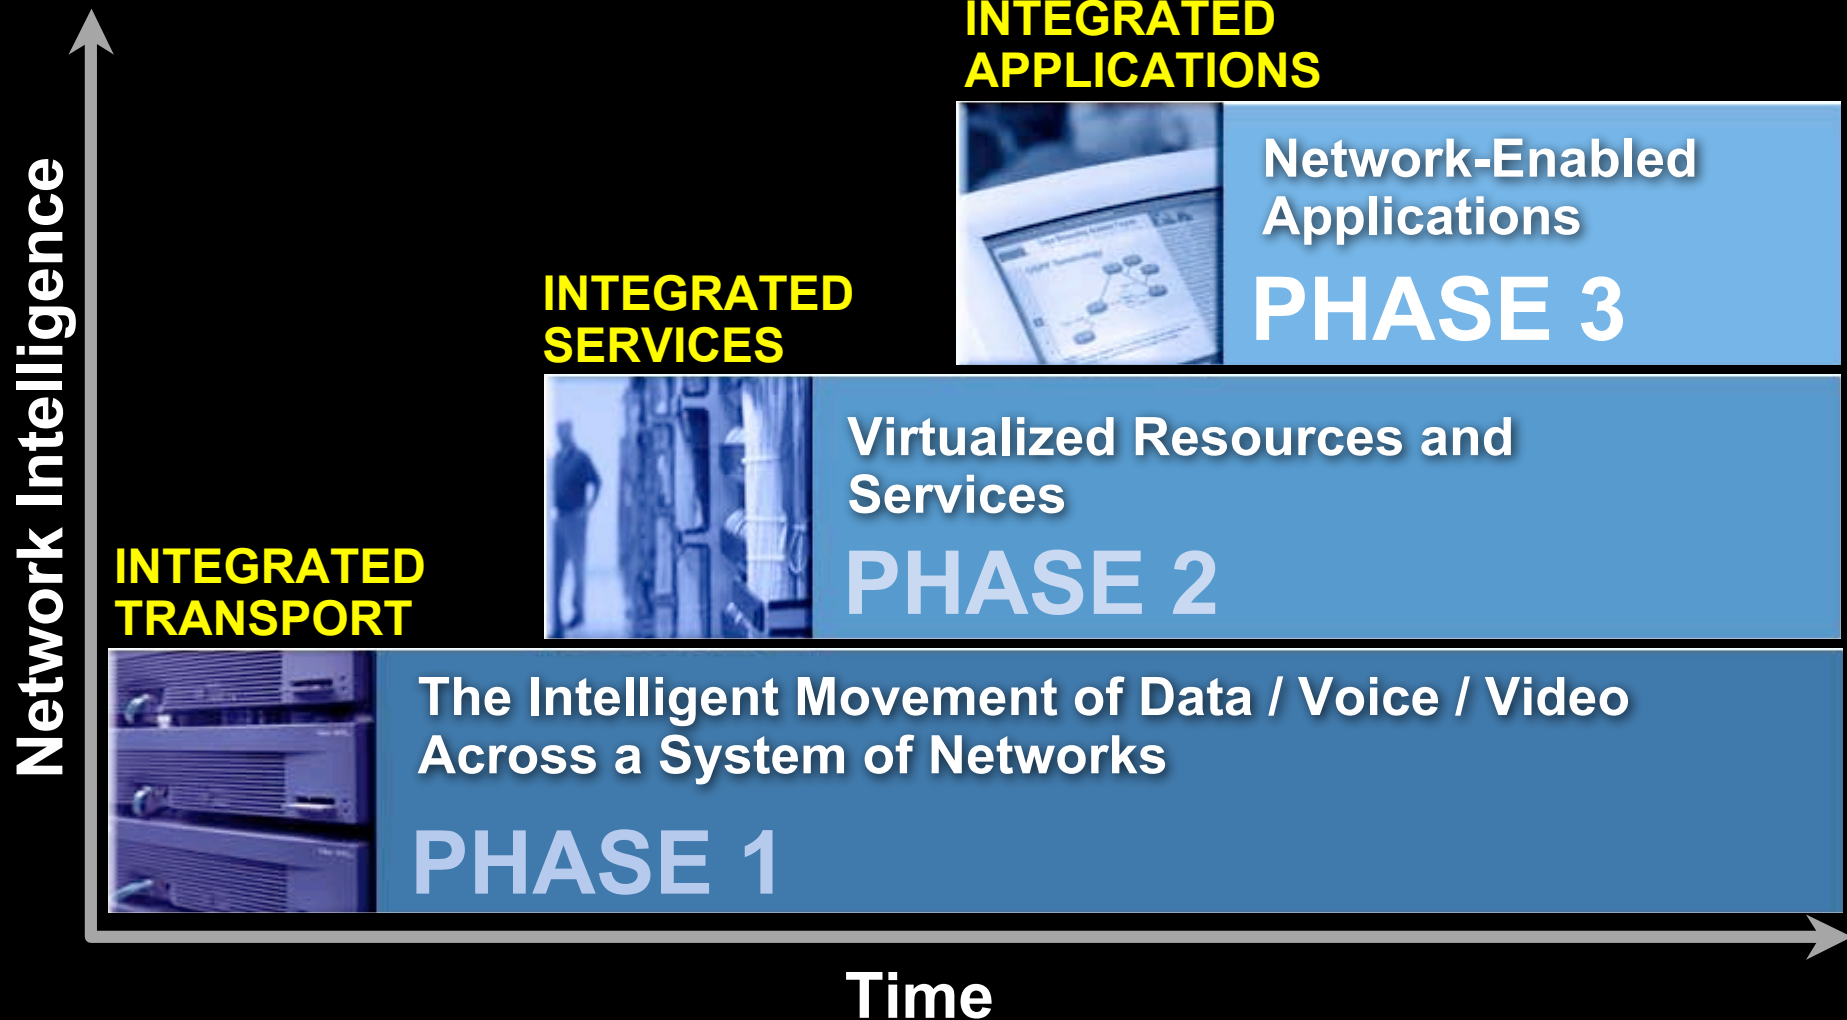 INTEGRATED
APPLICATIONS
Network-Enabled
Applications
PHASE 3
INTEGRATED
SERVICES
Virtualized Resources and
Services
PHASE 2
INTEGRATED
TRANSPORT
The Intelligent Movement of Data / Voice / Video
Across a System of Networks
PHASE 1
Network Intelligence
Time